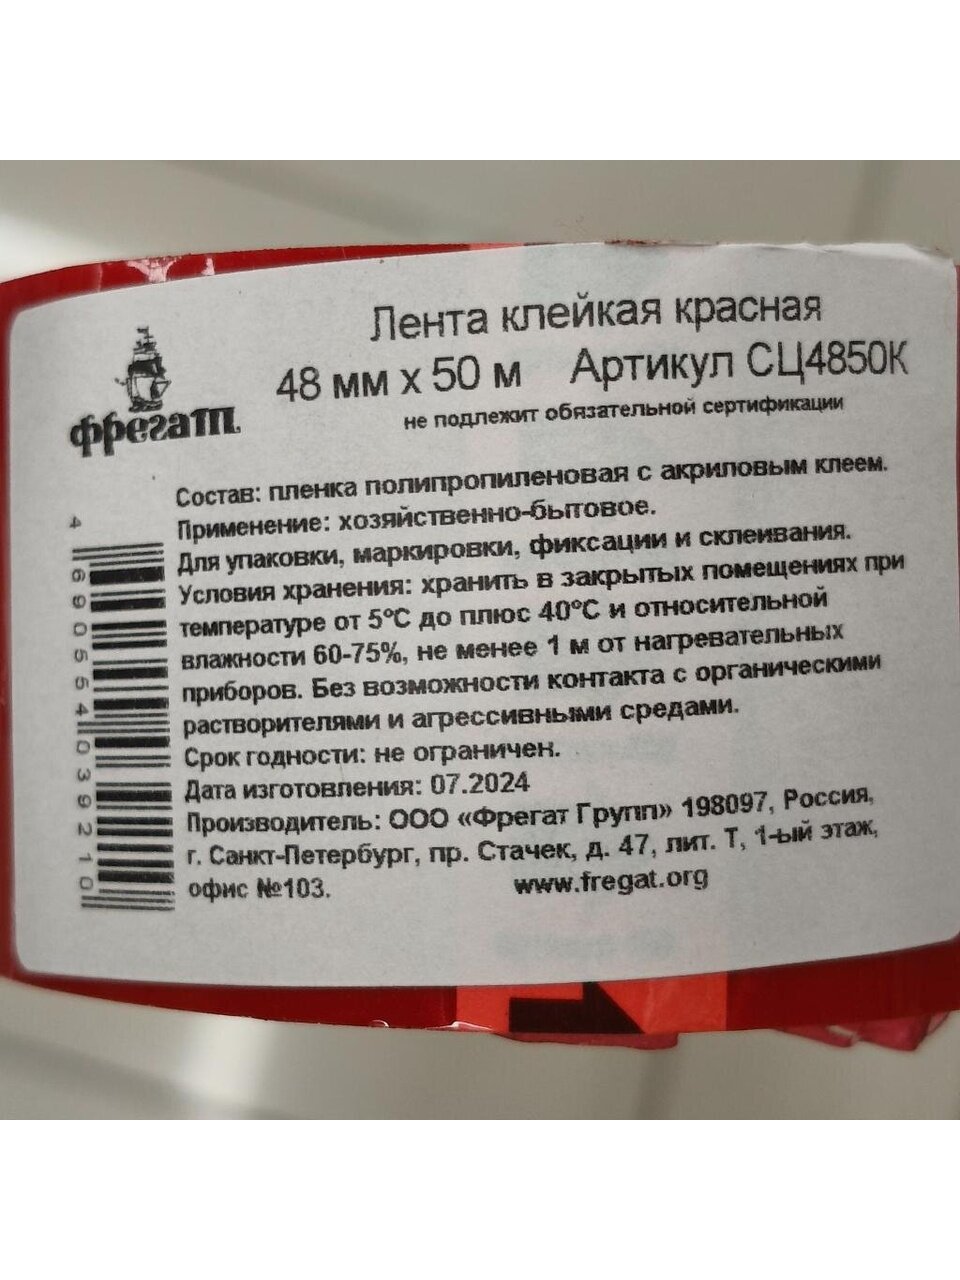 Лента клейкая красная
48 мм x 50 м Артикул СЦ4850К
не подлежит обязательной сертификации
фрегат
Состав: пленка полипропиленовая с акриловым клеем.
Применение: хозяйственно-бытовое.
Для упаковки, маркировки, фиксации и склеивания.
Условия хранения: хранить в закрытых помещениях при
температуре от 5°С до плюс 40°С и относительной
влажности 60-75%, не менее 1 м от нагревательных
приборов. Без возможности контакта с органическими
растворителями и агрессивными средами.
Срок годности: не ограничен.
Дата изготовления: 07.2024
Производитель: ООО «Фрегат Групп» 198097, Россия,
г. Санкт-Петербург, пр. Стачек, д. 47, лит. Т, 1-ый этаж,
офис №103. www.fregat.org
4690554039210